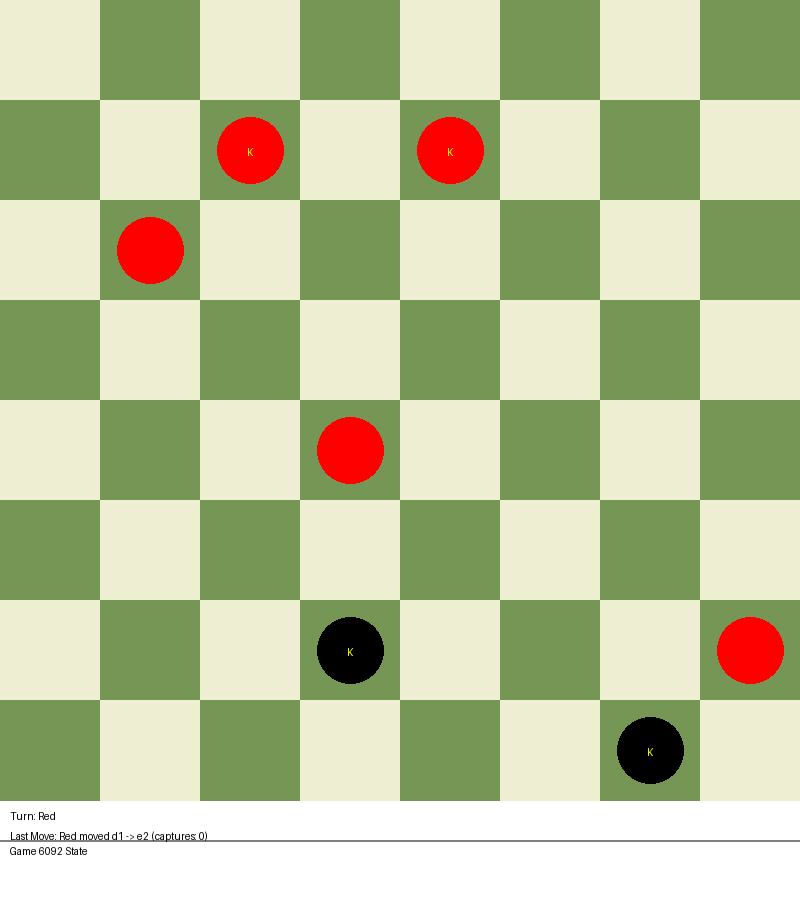 K K
K
K
Turn: Red
Last Move: Red moved d1 -> e2 (captures: 0)
Game 6092 State